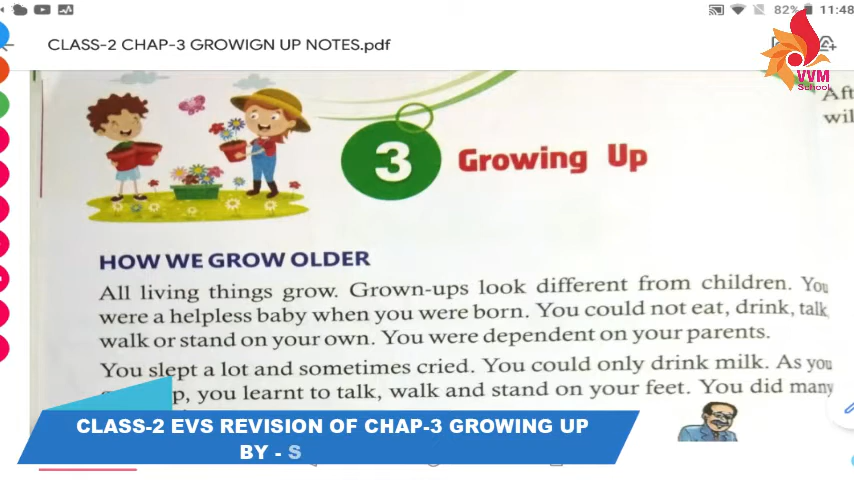 82% 11:48
CLASS-2 CHAP-3 GROWIGN UP NOTES.pdf
VVM
School
Aft
wil
3 Growing Up
HOW WE GROW OLDER
All living things grow. Grown-ups look different from children. You
were a helpless baby when you were born. You could not eat, drink, talk
walk or stand on your own. You were dependent on your parents.
You slept a lot and sometimes cried. You could only drink milk. As you
p, you learnt to talk, walk and stand on your feet. You did many
CLASS-2 EVS REVISION OF CHAP-3 GROWING UP
BY - S